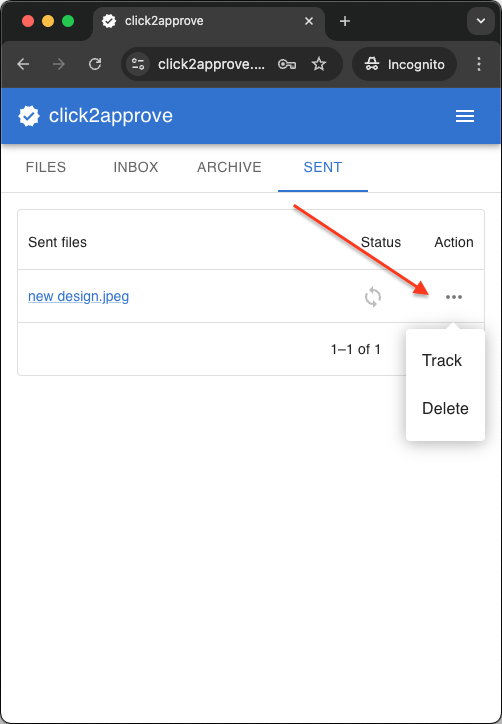 click2approve
click2approve.... Incognito
click2approve
FILES INBOX ARCHIVE SENT
Sent files Status Action
new design.jpeg
1–1 of 1
Track
Delete